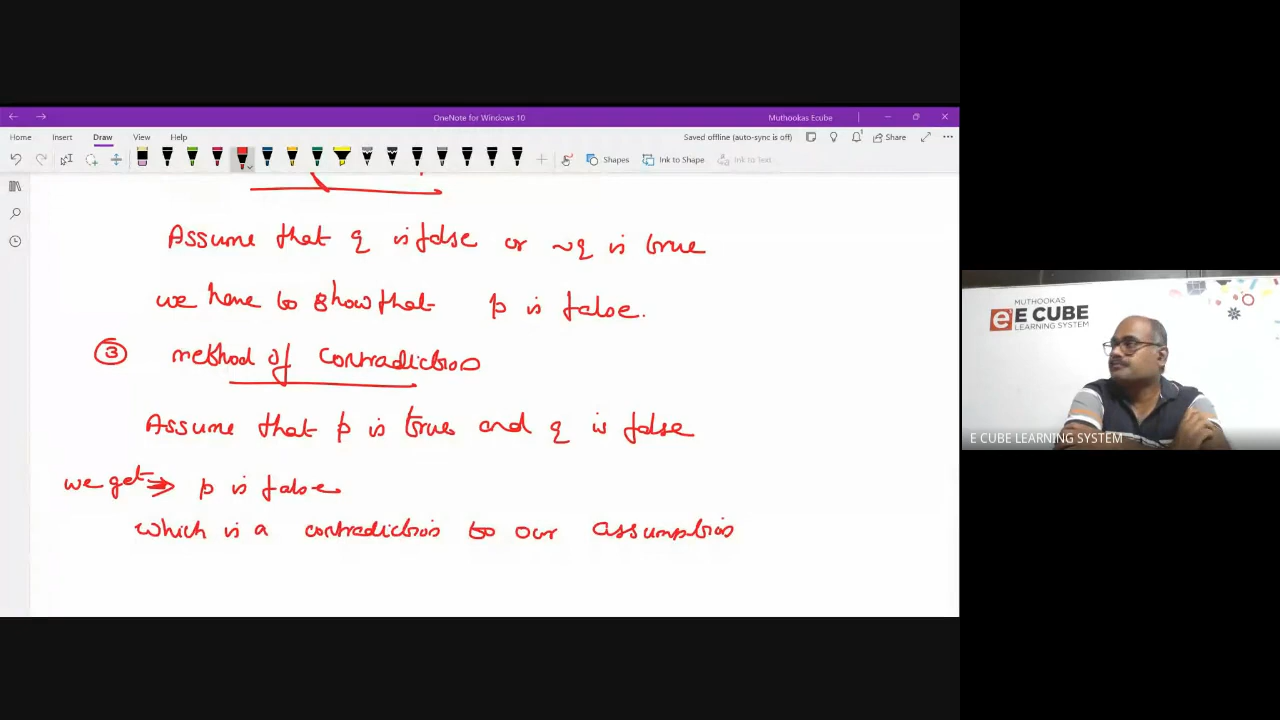 OneNote for Windows 10
Muthookas Ecube
Home Insert Draw View Help
Saved offline (auto-sync is off)
Share
Shapes
Ink to Shape
Ink to Text
Assume that q is false or ~q is true
we have to show that p is false.
③ method of contradiction
Assume that p is true and q is false
we get ⇒ p is false
which is a contradiction to our assumption
MUTHOOKAS
e E CUBE
LEARNING SYSTEM
E CUBE LEARNING SYSTEM